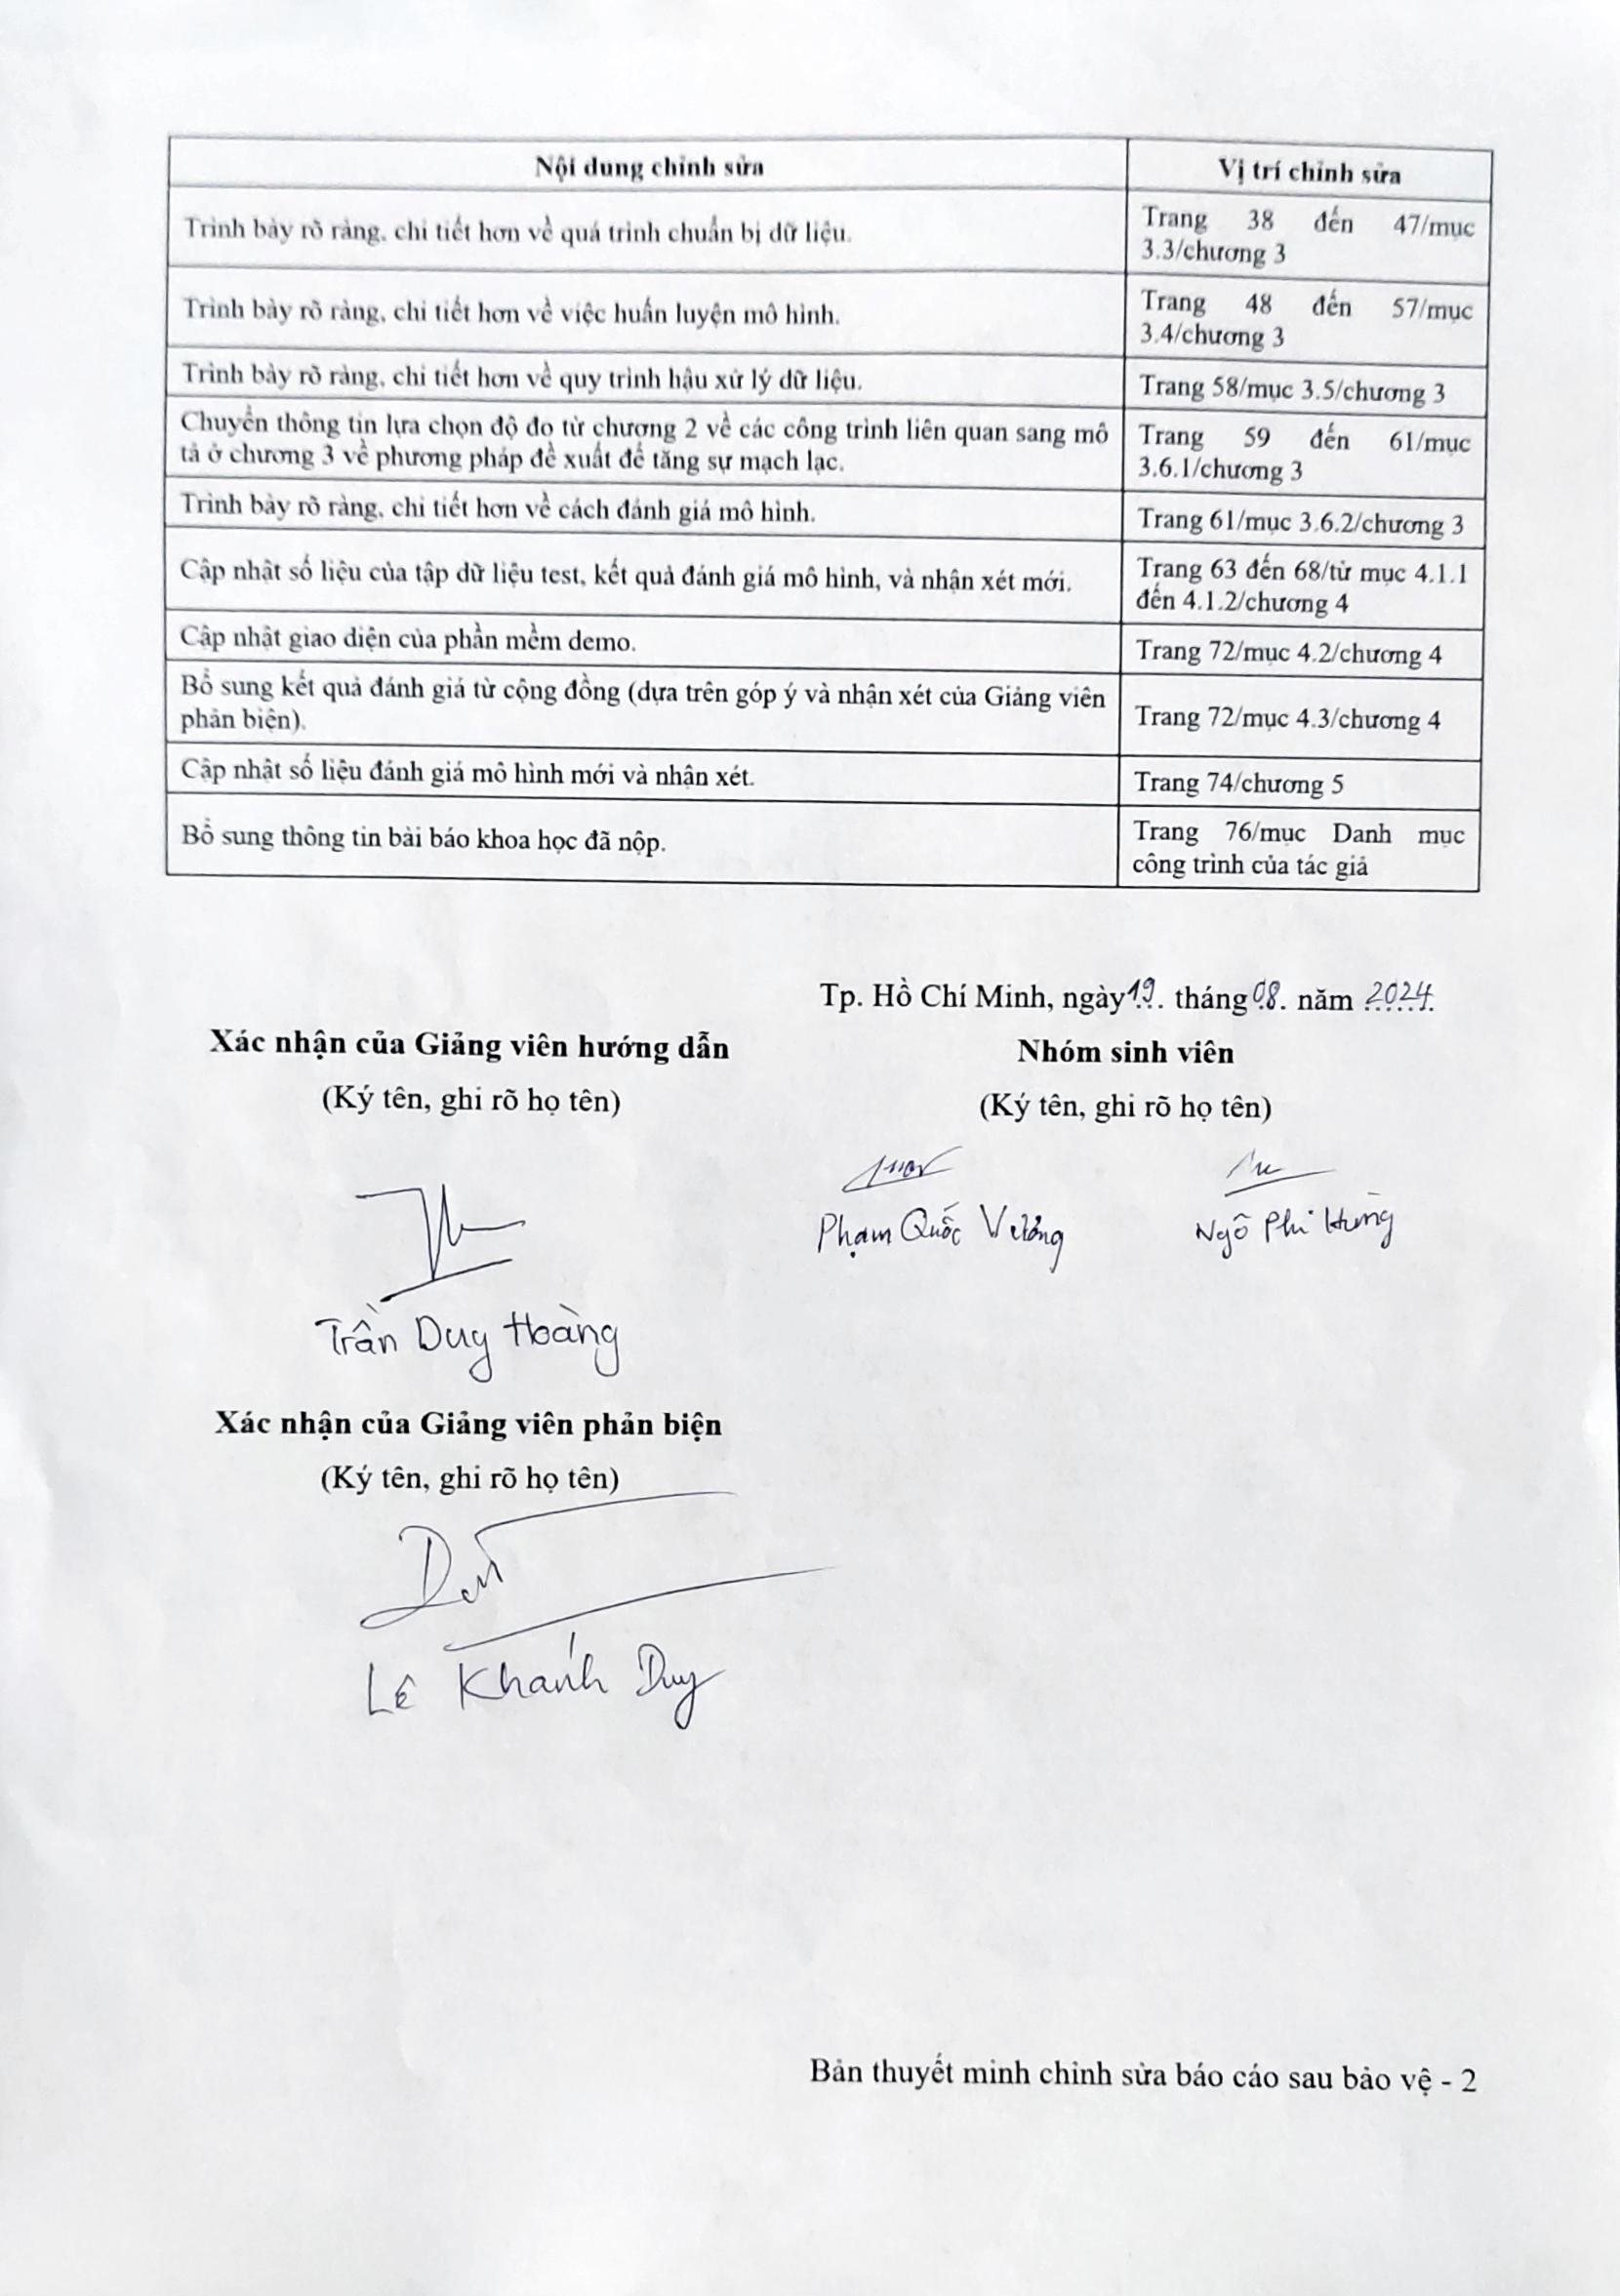 Nội dung chỉnh sửa
Vị trí chỉnh sửa
Trình bày rõ ràng, chi tiết hơn về quá trình chuẩn bị dữ liệu.
Trang 38 đến 47/mục
3.3/chương 3
Trình bày rõ ràng, chi tiết hơn về việc huấn luyện mô hình.
Trang 48 đến 57/mục
3.4/chương 3
Trình bày rõ ràng, chi tiết hơn về quy trình hậu xử lý dữ liệu.
Trang 58/mục 3.5/chương 3
Chuyển thông tin lựa chọn độ đo từ chương 2 về các công trình liên quan sang mô
tả ở chương 3 về phương pháp đề xuất để tăng sự mạch lạc.
Trang 59 đến 61/mục
3.6.1/chương 3
Trình bày rõ ràng, chi tiết hơn về cách đánh giá mô hình.
Trang 61/mục 3.6.2/chương 3
Cập nhật số liệu của tập dữ liệu test, kết quả đánh giá mô hình, và nhận xét mới.
Trang 63 đến 68/từ mục 4.1.1
đến 4.1.2/chương 4
Cập nhật giao diện của phần mềm demo.
Trang 72/mục 4.2/chương 4
Bổ sung kết quả đánh giá từ cộng đồng (dựa trên góp ý và nhận xét của Giảng viên
phản biện).
Trang 72/mục 4.3/chương 4
Cập nhật số liệu đánh giá mô hình mới và nhận xét.
Trang 74/chương 5
Bổ sung thông tin bài báo khoa học đã nộp.
Trang 76/mục Danh mục
công trình của tác giả
Tp. Hồ Chí Minh, ngày 19 tháng 08 năm 2024
Xác nhận của Giảng viên hướng dẫn
Nhóm sinh viên
(Ký tên, ghi rõ họ tên)
(Ký tên, ghi rõ họ tên)
Phạm Quốc Vương
Ngô Phi Hùng
Trần Duy Hoàng
Xác nhận của Giảng viên phản biện
(Ký tên, ghi rõ họ tên)
Lê Khánh Duy
Bản thuyết minh chỉnh sửa báo cáo sau bảo vệ - 2